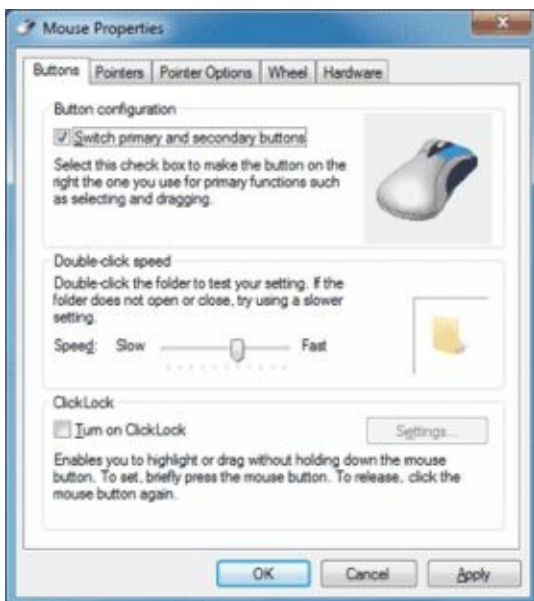 Mouse Properties
Buttons Pointers Pointer Options Wheel Hardware
Button configuration
Switch primary and secondary buttons
Select this check box to make the button on the
right the one you use for primary functions such
as selecting and dragging.
Double-click speed
Double-click the folder to test your setting. If the
folder does not open or close, try using a slower
setting.
Speed: Slow Fast
ClickLock
Turn on ClickLock Settings...
Enables you to highlight or drag without holding down the mouse
button. To set, briefly press the mouse button. To release, click the
mouse button again.
OK Cancel Apply